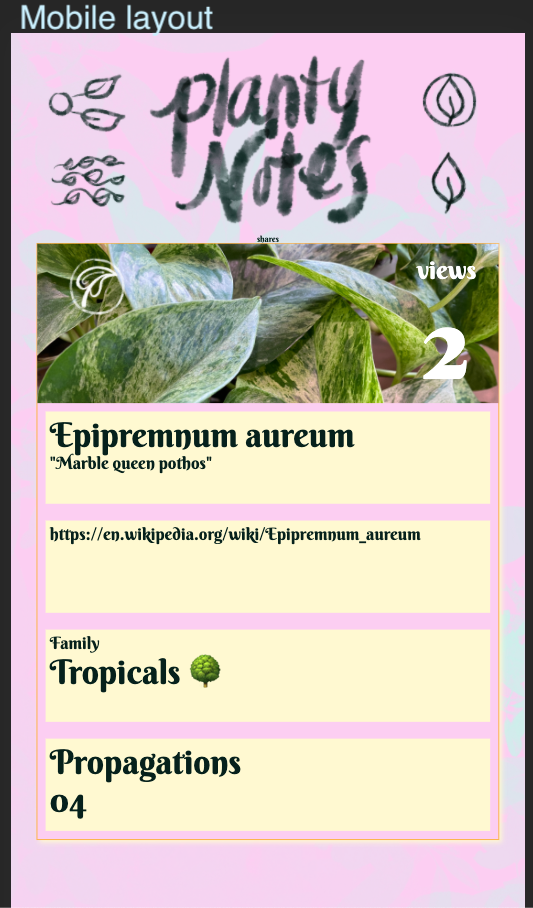 Mobile layout
planty
Notes
shares
views
2
Epipremnum aureum
"Marble queen pothos"
https://en.wikipedia.org/wiki/Epipremnum_aureum
Family
Tropicals 🌳
Propagations
04